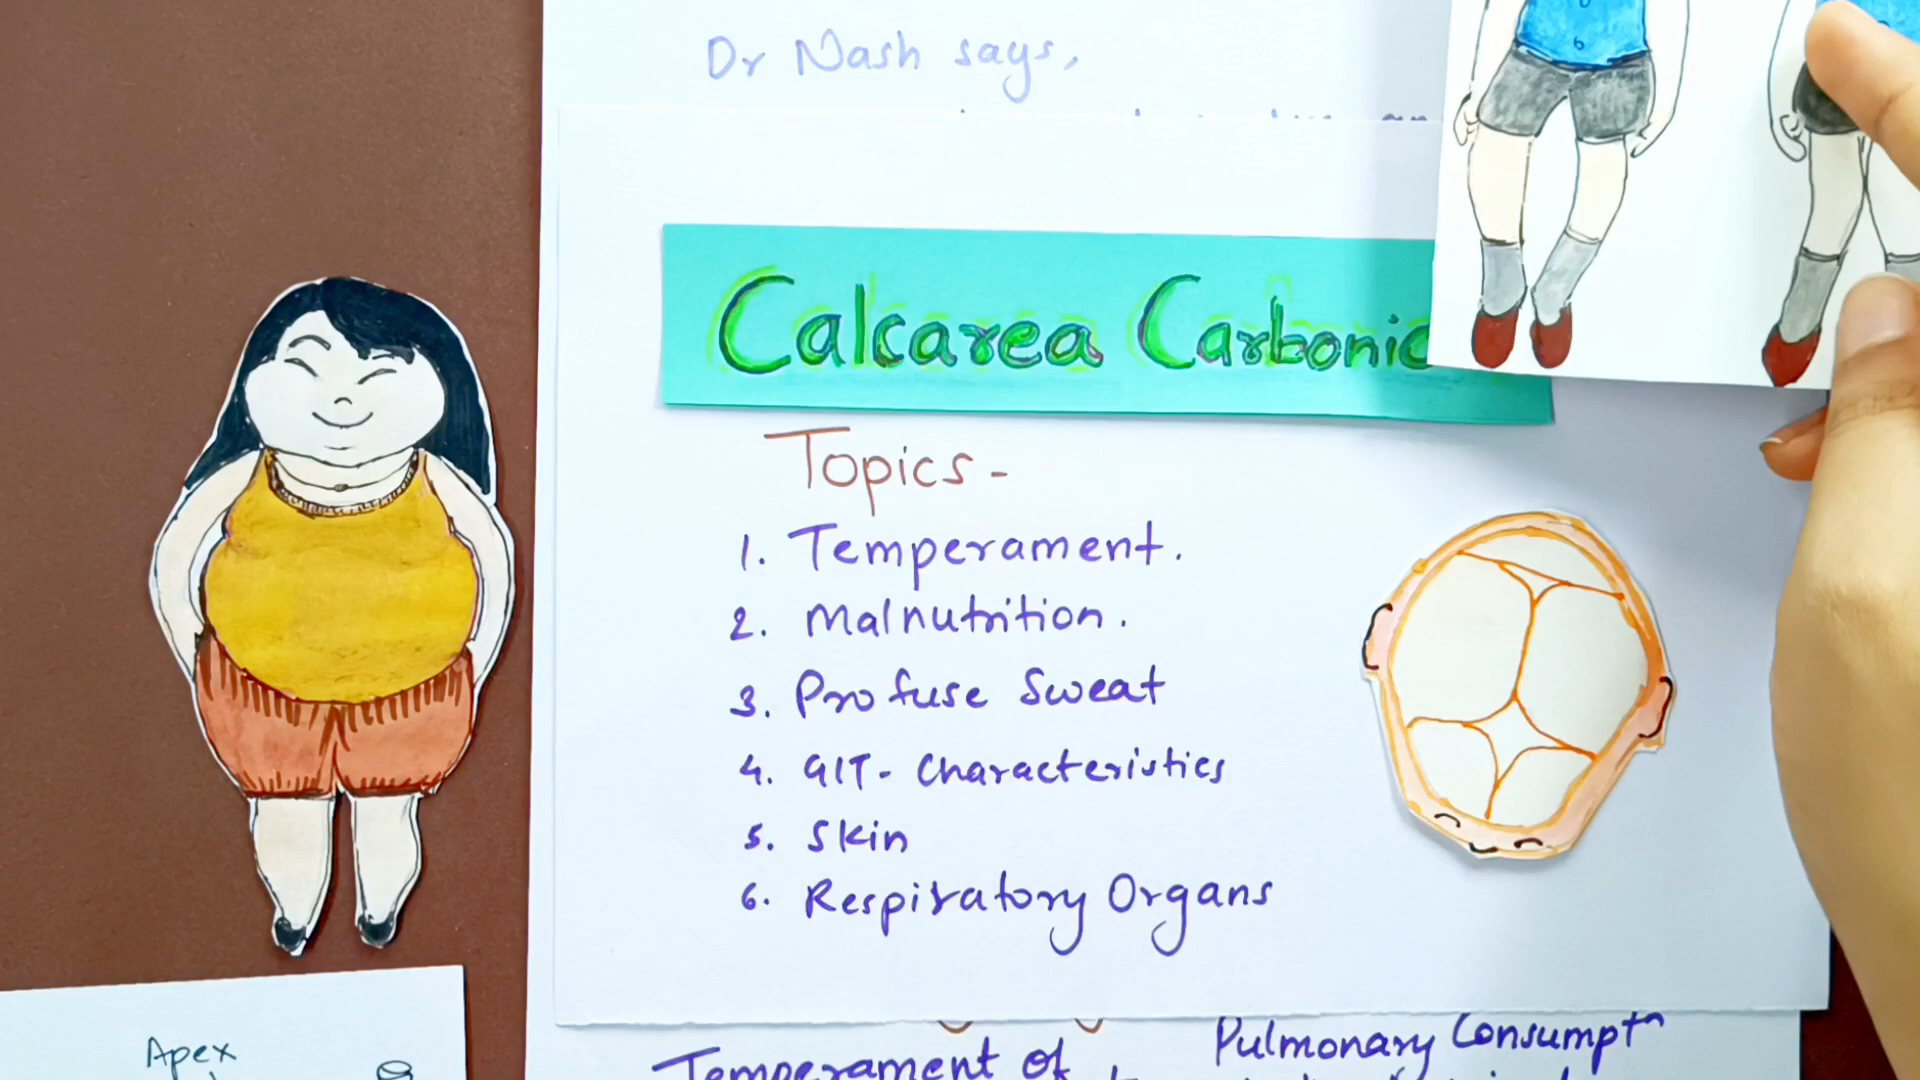 Dr Nash says,
Calcarea Carbonic
Topics -
1. Temperament.
2. Malnutrition.
3. Profuse Sweat
4. GIT - Characteristics
5. Skin
6. Respiratory Organs
Apex
Temperament of
Pulmonary Consumptn